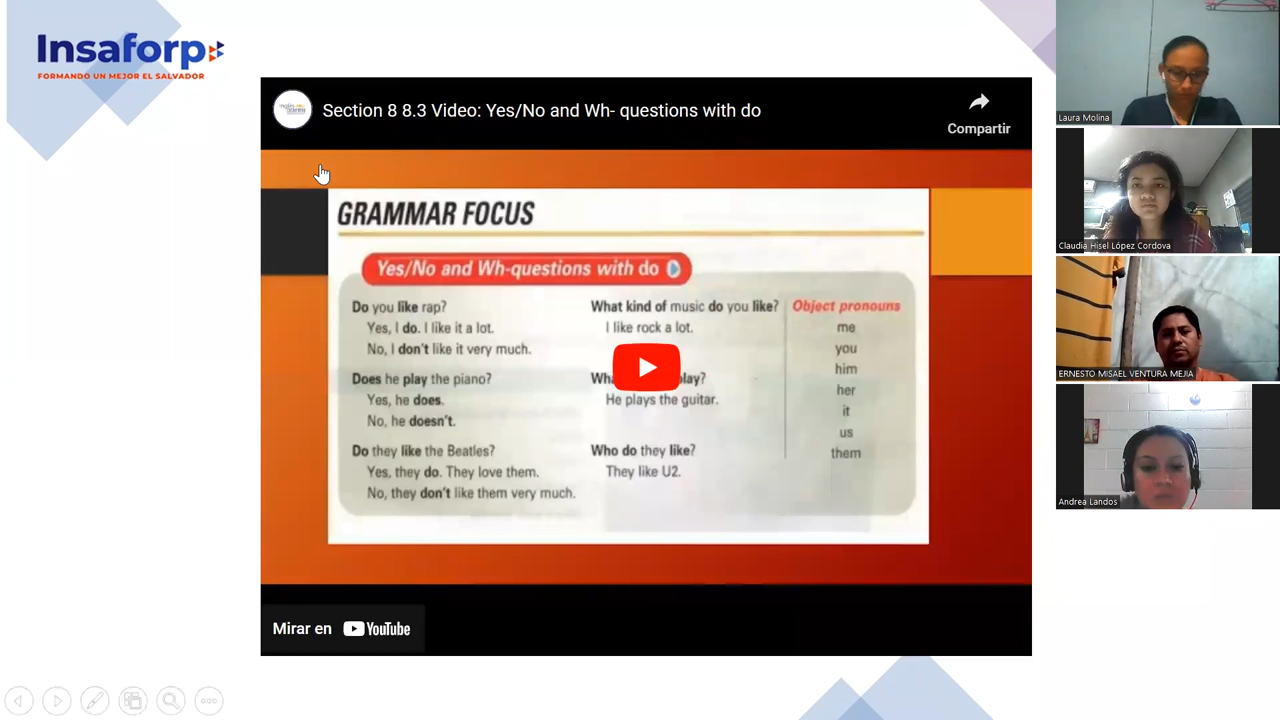 Insaforp
FORMANDO UN MEJOR EL SALVADOR
Section 8 8.3 Video: Yes/No and Wh- questions with do
Compartir
GRAMMAR FOCUS
Yes/No and Wh-questions with do
Do you like rap?
Yes, I do. I like it a lot.
No, I don't like it very much.
Does he play the piano?
Yes, he does.
No, he doesn't.
Do they like the Beatles?
Yes, they do. They love them.
No, they don't like them very much.
What kind of music do you like?
I like rock a lot.
He plays the guitar.
Who do they like?
They like U2.
Object pronouns
me
you
him
her
it
us
them
Mirar en YouTube
Laura Molina
Claudia Hisel López Cordova
ERNESTO MISAEL VENTURA MEJIA
Andrea Landos